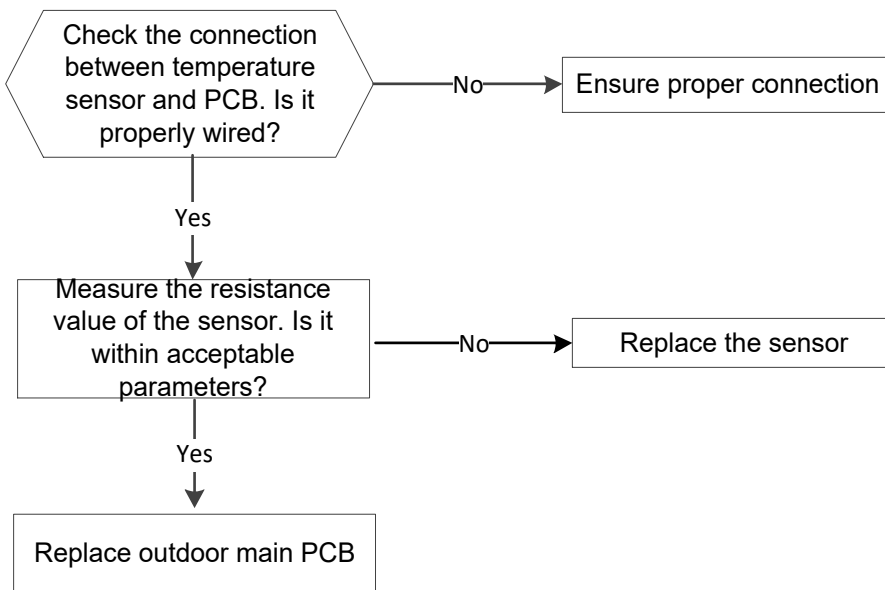 Check the connection
between temperature
sensor and PCB. Is it
properly wired?
No
Ensure proper connection
Yes
Measure the resistance
value of the sensor. Is it
within acceptable
parameters?
No
Replace the sensor
Yes
Replace outdoor main PCB